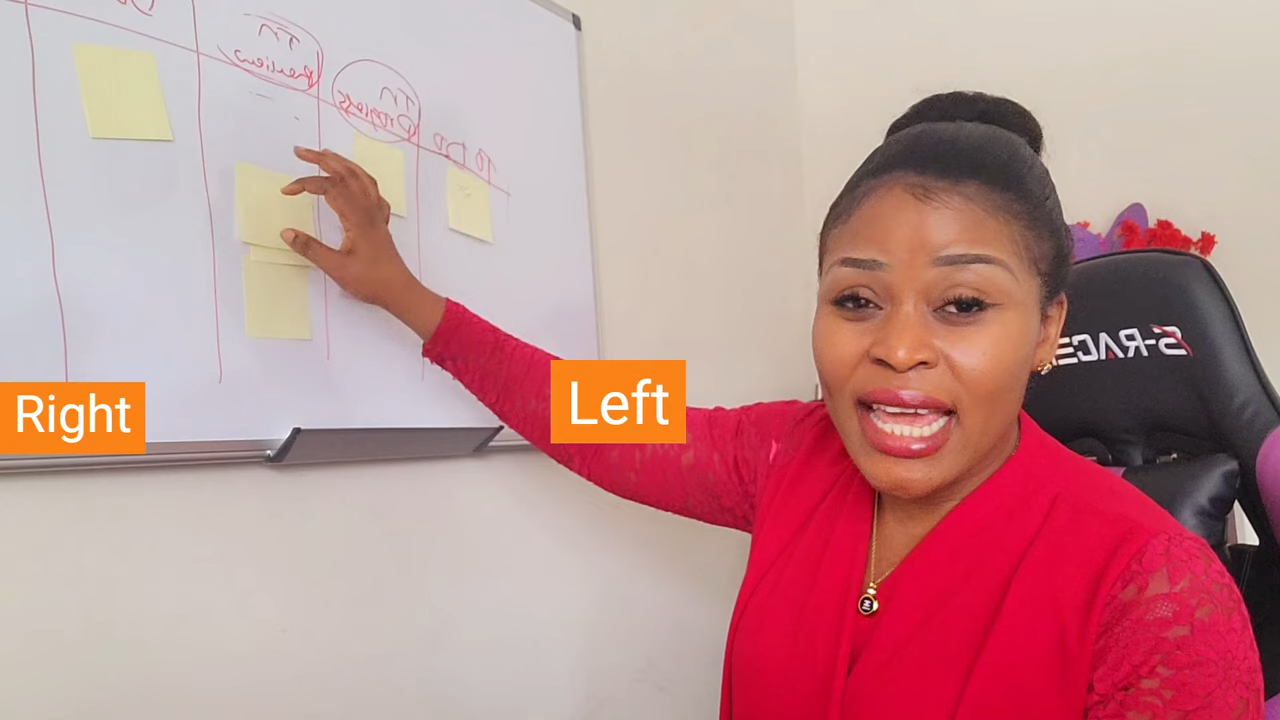 In
Review
In
Progress
To Do
S-RACE
Right
Left